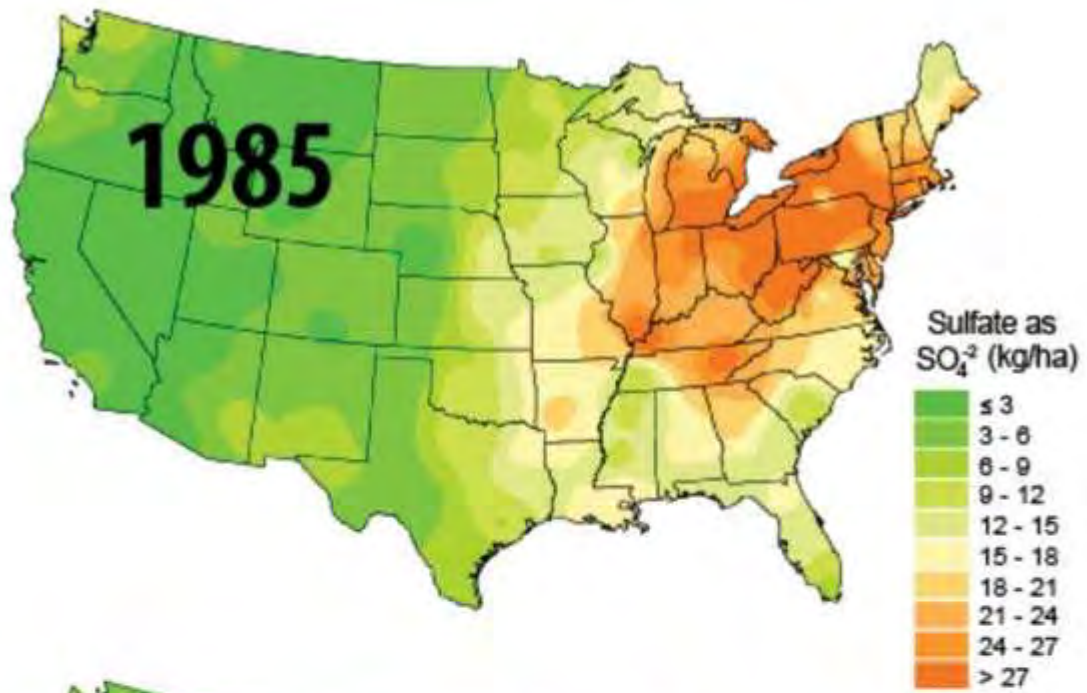 1985
Sulfate as
SO₄⁻² (kg/ha)
≤ 3
3 - 6
6 - 9
9 - 12
12 - 15
15 - 18
18 - 21
21 - 24
24 - 27
> 27